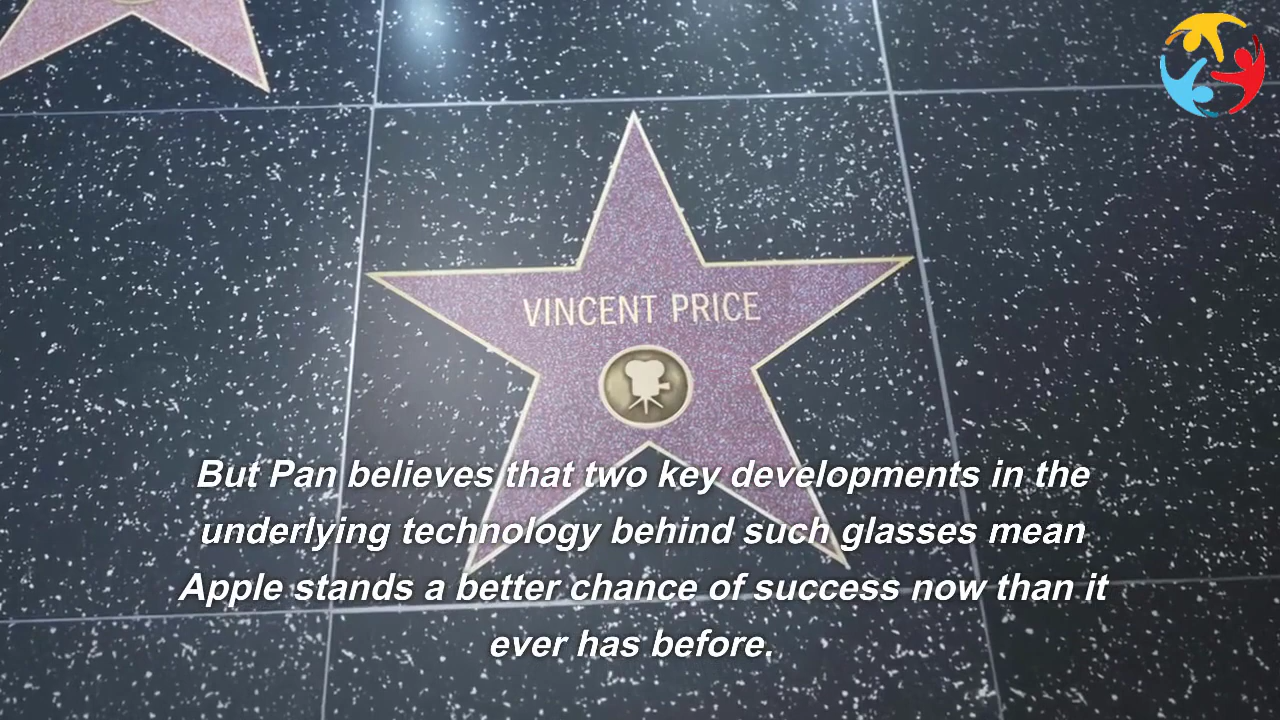 VINCENT PRICE
But Pan believes that two key developments in the
underlying technology behind such glasses mean
Apple stands a better chance of success now than it
ever has before.